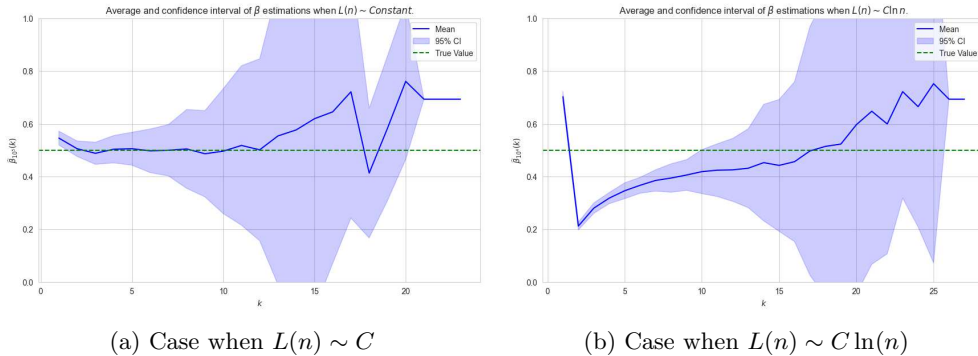 Average and confidence interval of β estimations when L(n) ~ Constant.
1.0
0.8
0.6
0.4
0.2
0.0
Mean
95% CI
True Value
0
5
10
15
20
k
Average and confidence interval of β estimations when L(n) ~ C ln n.
1.0
0.8
0.6
0.4
0.2
0.0
Mean
95% CI
True Value
0
5
10
15
20
25
k
(a) Case when L(n) ∼ C
(b) Case when L(n) ∼ C ln(n)